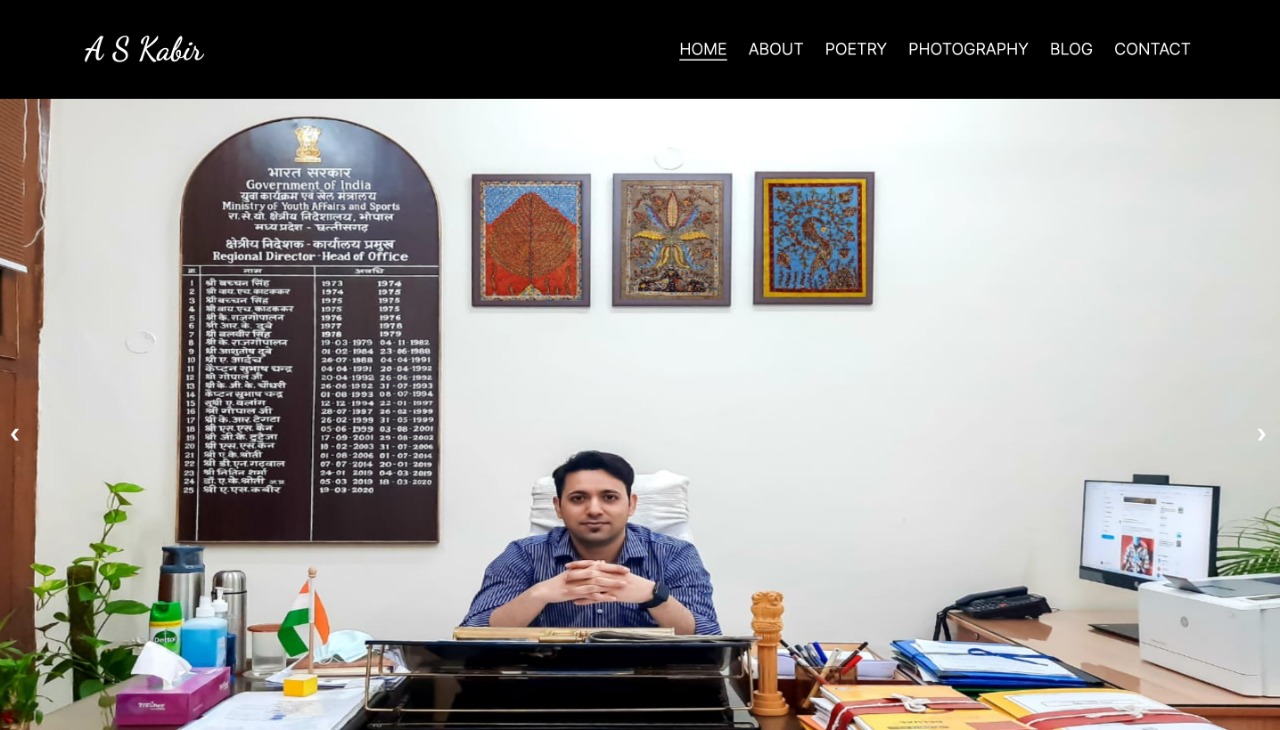 A S Kabir
HOME ABOUT POETRY PHOTOGRAPHY BLOG CONTACT
भारत सरकार
Government of India
युवा कार्यक्रम एवं खेल मंत्रालय
Ministry of Youth Affairs and Sports
रा.से.यो. क्षेत्रीय निदेशालय, भोपाल
मध्य प्रदेश - छत्तीसगढ़
क्षेत्रीय निदेशक - कार्यालय प्रमुख
Regional Director-Head of Office
क्र. नाम अवधि
1 श्री बच्चन सिंह 1973 1974
2 श्री वाय.एच. काटककर 1974 1975
3 श्री बच्चन सिंह 1975 1975
4 श्री वाय.एच. काटककर 1975 1975
5 श्री के. राजगोपालन 1976 1976
6 श्री आर.के. दुबे 1977 1978
7 श्री बलवीर सिंह 1978 1979
8 श्री के. राजगोपालन 19-03-1979 04-11-1982
9 श्री आशुतोष दुबे 01-02-1984 23-06-1988
10 श्री ए. आईच 26-07-1988 04-04-1991
11 कैप्टन सुभाष चन्द्र 04-04-1991 20-04-1992
12 श्री गोपाल जी 20-04-1992 26-06-1992
13 श्री के. जी. के. चौधरी 26-06-1992 31-07-1993
14 कैप्टन सुभाष चन्द्र 01-08-1993 08-07-1994
15 सुश्री ए. बलांग 12-12-1994 22-01-1997
16 श्री गोपाल जी 28-07-1997 26-02-1999
17 श्री के. आर. टेगटा 26-02-1999 31-05-1999
18 श्री एस.एस. कैन 05-06-1999 03-08-2001
19 श्री जी.के. टुटेजा 17-09-2001 29-08-2002
20 श्री एस.एस. कैन 10-02-2003 31-07-2006
21 श्री ए.के. श्रोती 01-08-2006 01-07-2014
22 श्री डी.एन. गढ़वाल 07-07-2014 20-01-2019
23 श्री नितिन शर्मा 24-01-2019 04-03-2019
24 डॉ. ए.के. श्रोती 05-03-2019 18-03-2020
25 श्री ए.एस. कबीर 19-03-2020
Dettol